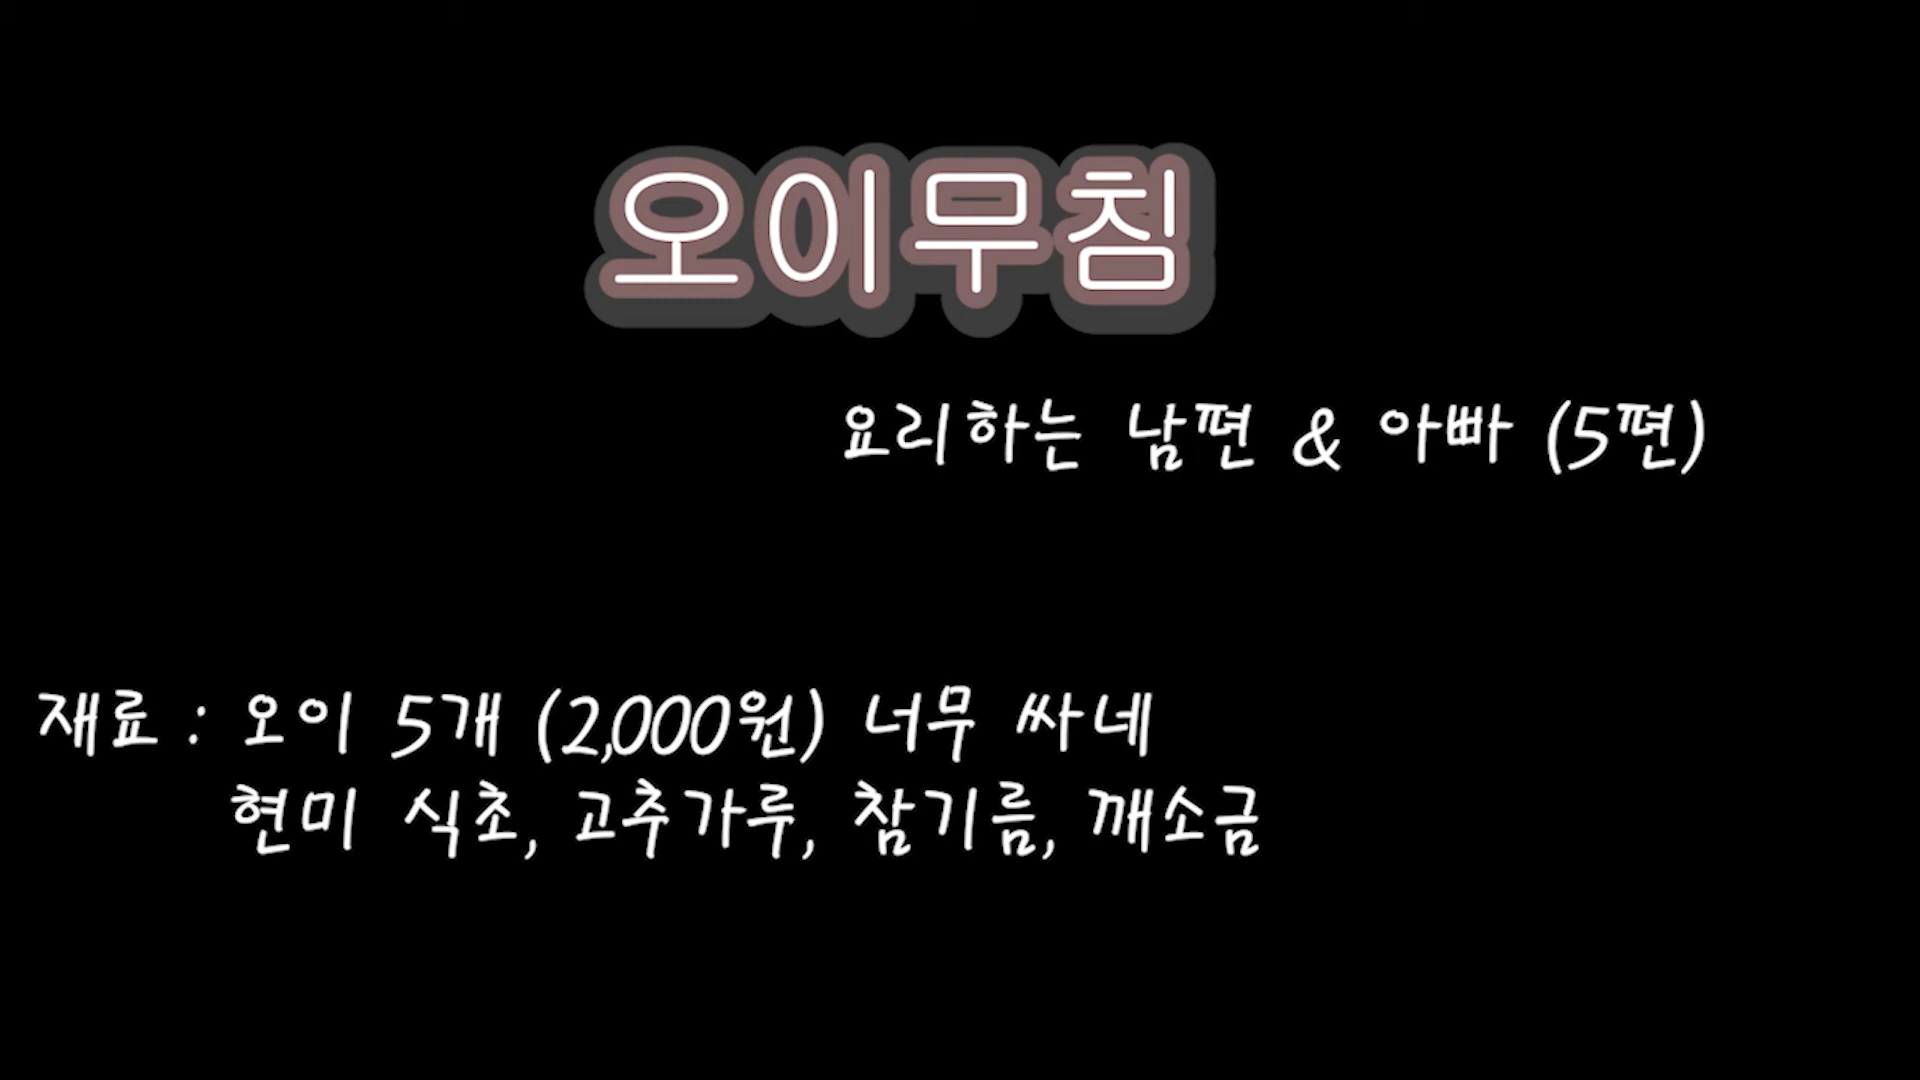 오이무침
요리하는 남편 & 아빠 (5편)
재료 : 오이 5개 (2,000원) 너무 싸네
현미 식초, 고추가루, 참기름, 깨소금